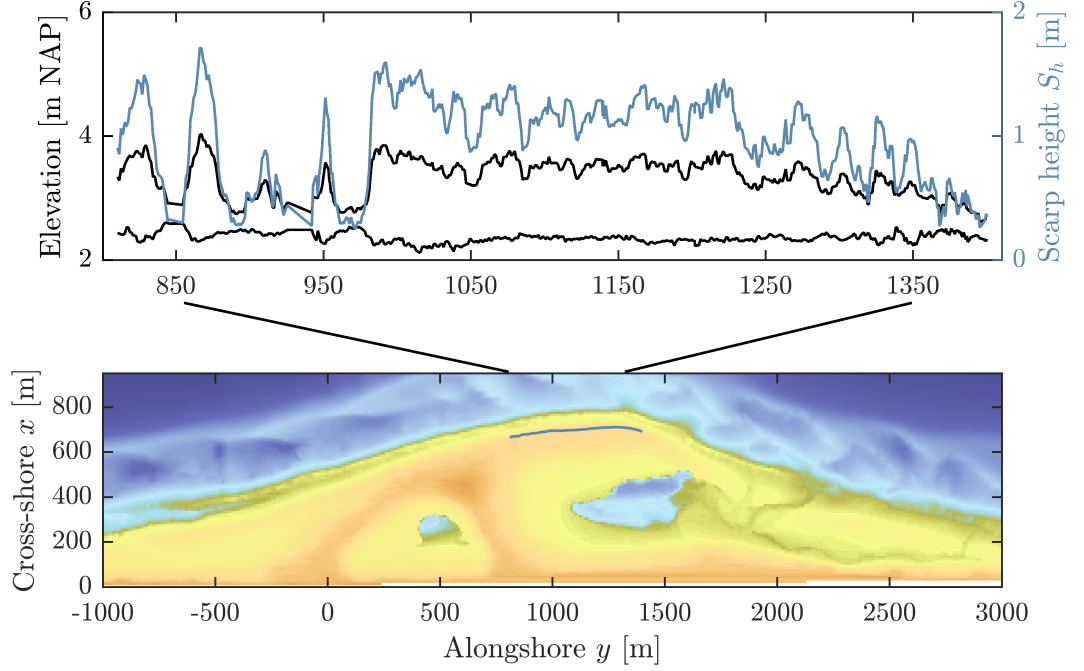 6
4
2
Elevation [m NAP]
2
1
0
Scarp height S_h [m]
850 950 1050 1150 1250 1350
800
600
400
200
0
Cross-shore x [m]
-1000 -500 0 500 1000 1500 2000 2500 3000
Alongshore y [m]